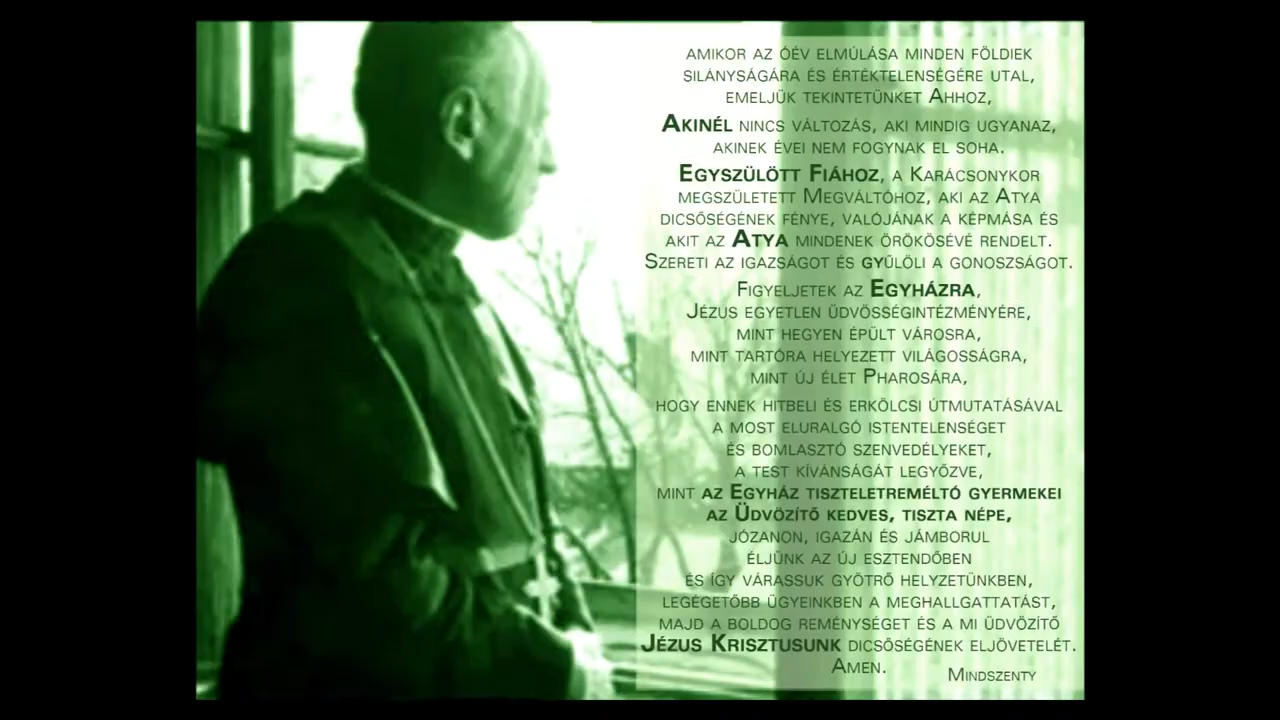 AMIKOR AZ ÓÉV ELMÚLÁSA MINDEN FÖLDIEK
SILÁNYSÁGÁRA ÉS ÉRTÉKTELENSÉGÉRE UTAL,
EMELJÜK TEKINTETÜNKET AHHOZ,
AKINÉL NINCS VÁLTOZÁS, AKI MINDIG UGYANAZ,
AKINEK ÉVEI NEM FOGYNAK EL SOHA.
EGYSZÜLÖTT FIÁHOZ, A KARÁCSONYKOR
MEGSZÜLETETT MEGVÁLTÓHOZ, AKI AZ ATYA
DICSŐSÉGÉNEK FÉNYE, VALÓJÁNAK A KÉPMÁSA ÉS
AKIT AZ ATYA MINDENEK ÖRÖKÖSÉVÉ RENDELT.
SZERETI AZ IGAZSÁGOT ÉS GYŰLÖLI A GONOSZSÁGOT.
FIGYELJETEK AZ EGYHÁZRA,
JÉZUS EGYETLEN ÜDVÖSSÉGINTÉZMÉNYÉRE,
MINT HEGYEN ÉPÜLT VÁROSRA,
MINT TARTÓRA HELYEZETT VILÁGOSSÁGRA,
MINT ÚJ ÉLET PHAROSÁRA,
HOGY ENNEK HITBELI ÉS ERKÖLCSI ÚTMUTATÁSÁVAL
A MOST ELURALGÓ ISTENTELENSÉGET
ÉS BOMLASZTÓ SZENVEDÉLYEKET,
A TEST KÍVÁNSÁGÁT LEGYŐZVE,
MINT AZ EGYHÁZ TISZTELETREMÉLTÓ GYERMEKEI
AZ ÜDVÖZÍTŐ KEDVES, TISZTA NÉPE,
JÓZANON, IGAZÁN ÉS JÁMBORUL
ÉLJÜNK AZ ÚJ ESZTENDŐBEN
ÉS ÍGY VÁRASSUK GYÖTRŐ HELYZETÜNKBEN,
LEGÉGETŐBB ÜGYEINKBEN A MEGHALLGATTATÁST,
MAJD A BOLDOG REMÉNYSÉGET ÉS A MI ÜDVÖZÍTŐ
JÉZUS KRISZTUSUNK DICSŐSÉGÉNEK ELJÖVETELÉT.
AMEN.
MINDSZENTY